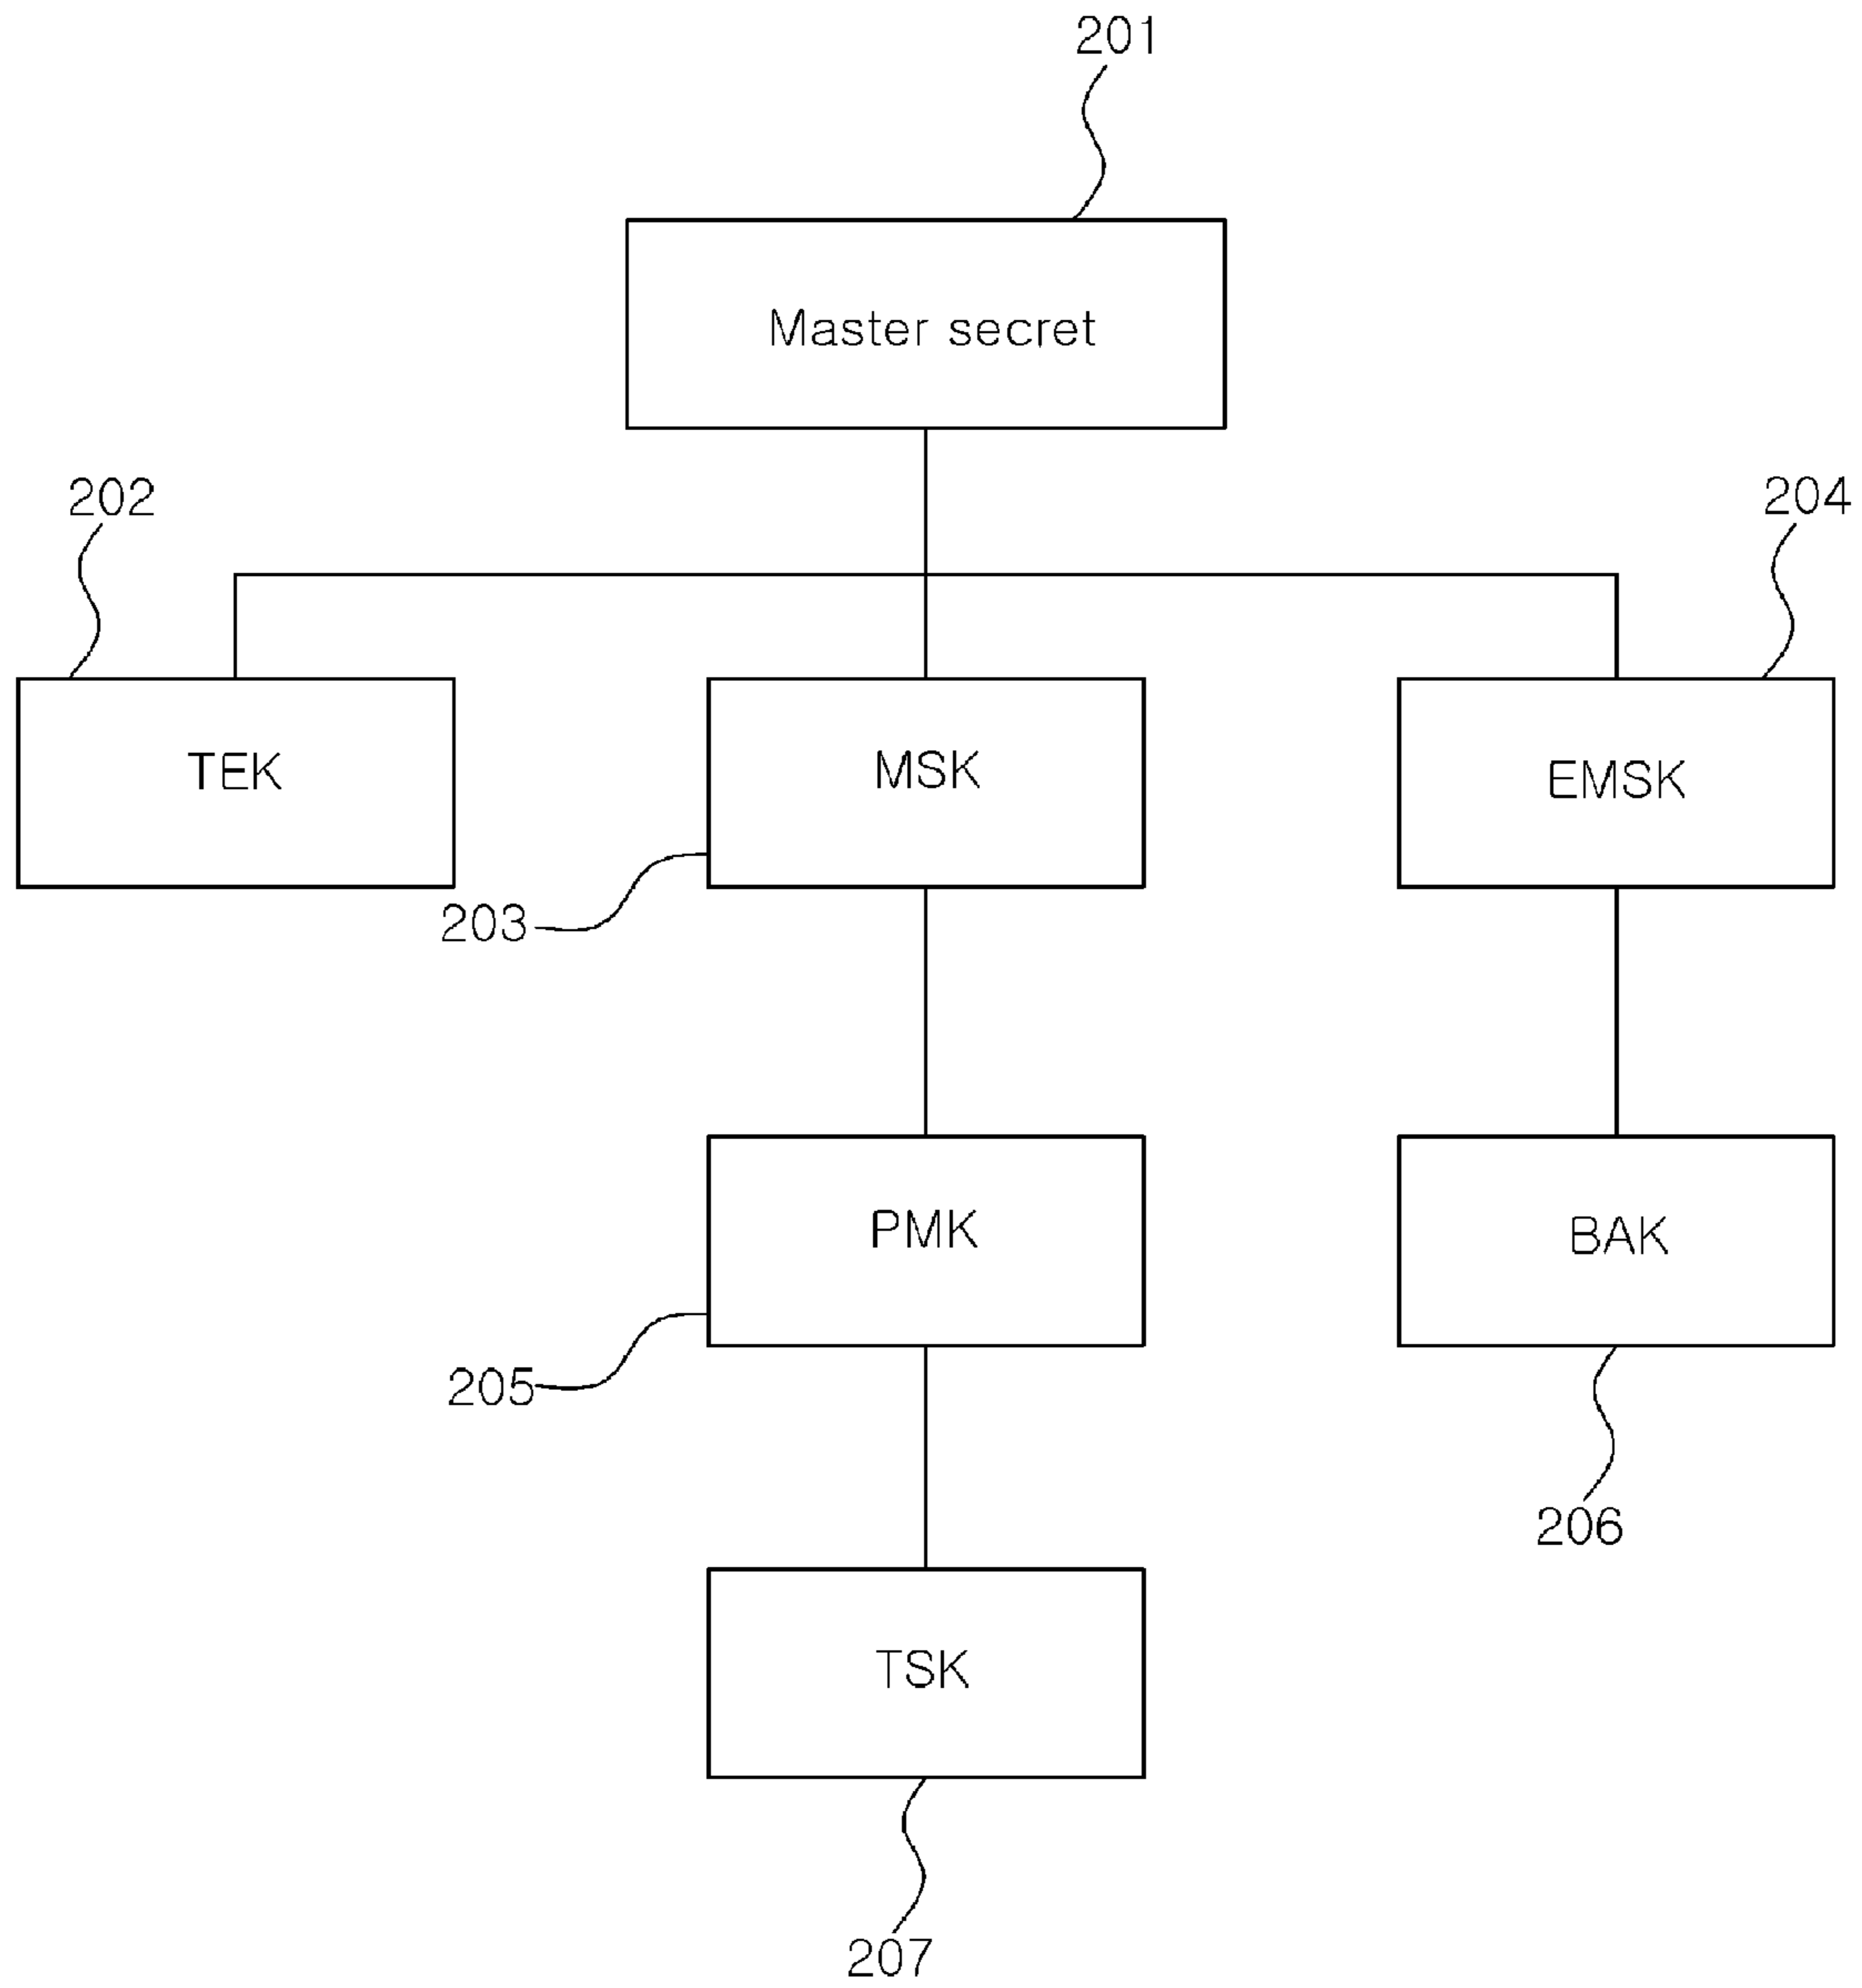 201
Master secret
202
204
TEK
MSK
EMSK
203
PMK
BAK
205
206
TSK
207